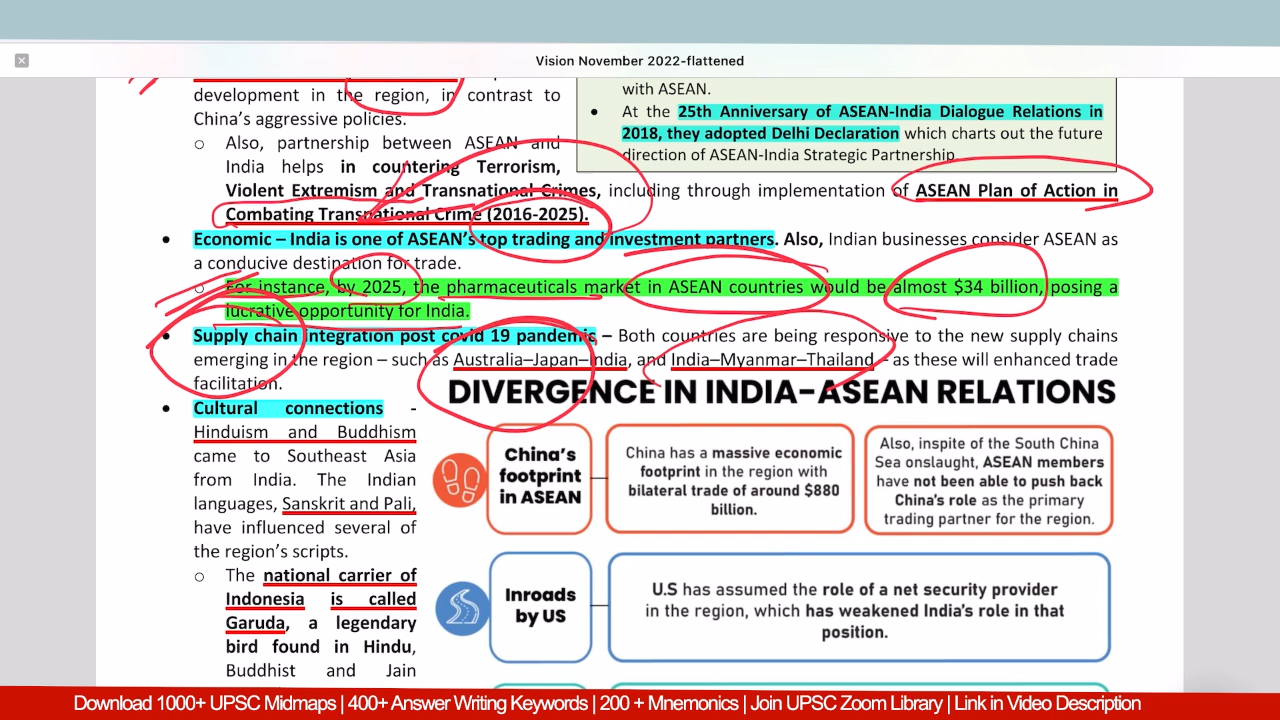 Vision November 2022-flattened
development in the region, in contrast to
China's aggressive policies.
o Also, partnership between ASEAN and
India helps in countering Terrorism,
Violent Extremism and Transnational Crimes, including through implementation of ASEAN Plan of Action in
Combating Transnational Crime (2016-2025).
with ASEAN.
• At the 25th Anniversary of ASEAN-India Dialogue Relations in
2018, they adopted Delhi Declaration which charts out the future
direction of ASEAN-India Strategic Partnership.
• Economic – India is one of ASEAN's top trading and investment partners. Also, Indian businesses consider ASEAN as
a conducive destination for trade.
o For instance, by 2025, the pharmaceuticals market in ASEAN countries would be almost $34 billion, posing a
lucrative opportunity for India.
• Supply chain integration post covid 19 pandemic – Both countries are being responsive to the new supply chains
emerging in the region – such as Australia–Japan–India, and India–Myanmar–Thailand – as these will enhanced trade
facilitation.
• Cultural connections -
Hinduism and Buddhism
came to Southeast Asia
from India. The Indian
languages, Sanskrit and Pali,
have influenced several of
the region's scripts.
o The national carrier of
Indonesia is called
Garuda, a legendary
bird found in Hindu,
Buddhist and Jain
DIVERGENCE IN INDIA-ASEAN RELATIONS
China's
footprint
in ASEAN
China has a massive economic
footprint in the region with
bilateral trade of around $880
billion.
Also, inspite of the South China
Sea onslaught, ASEAN members
have not been able to push back
China's role as the primary
trading partner for the region.
Inroads
by US
U.S has assumed the role of a net security provider
in the region, which has weakened India's role in that
position.
Download 1000+ UPSC Midmaps | 400+ Answer Writing Keywords | 200 + Mnemonics | Join UPSC Zoom Library | Link in Video Description